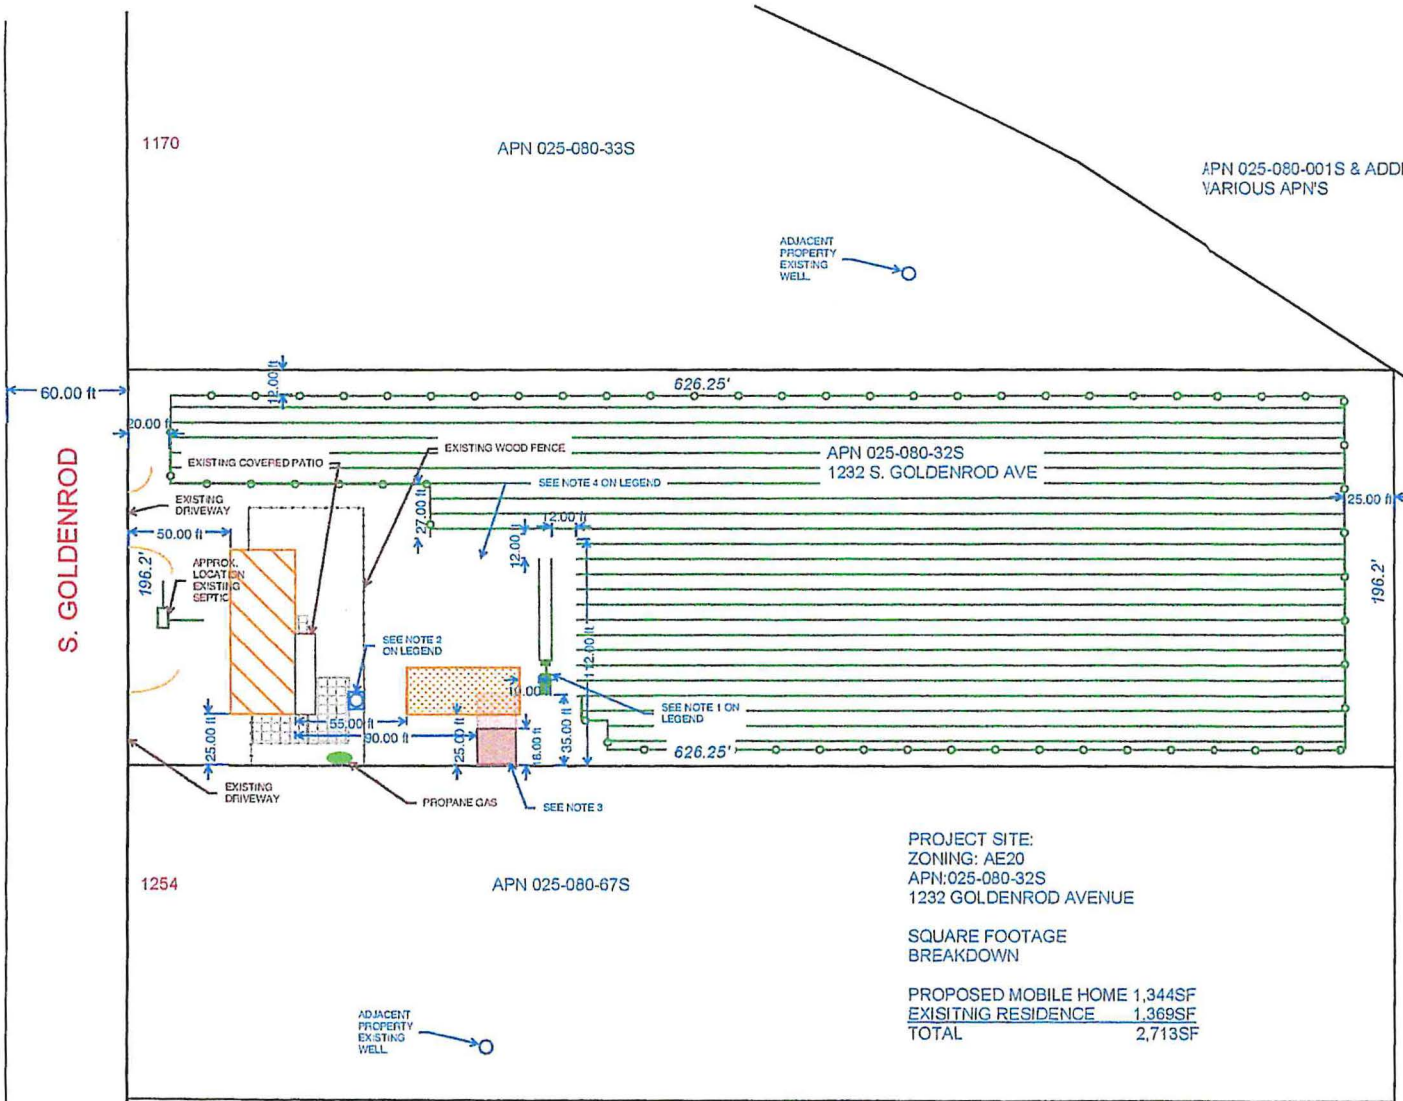 1170
APN 025-080-33S
APN 025-080-001S & ADDI
VARIOUS APN'S
ADJACENT
PROPERTY
EXISTING
WELL
60.00 ft
12.00 ft
626.25'
20.00 ft
S. GOLDENROD
EXISTING COVERED PATIO
EXISTING WOOD FENCE
APN 025-080-32S
1232 S. GOLDENROD AVE
SEE NOTE 4 ON LEGEND
EXISTING
DRIVEWAY
27.00 ft
12.00 ft
25.00 ft
50.00 ft
12.00
196.2'
APPROX.
LOCATION
EXISTING
SEPTIC
196.2'
SEE NOTE 2
ON LEGEND
112.00 ft
10.00 ft
SEE NOTE 1 ON
LEGEND
25.00 ft
55.00 ft
90.00 ft
25.00 ft
35.00 ft
626.25'
EXISTING
DRIVEWAY
PROPANE GAS
SEE NOTE 3
1254
APN 025-080-67S
PROJECT SITE:
ZONING: AE20
APN:025-080-32S
1232 GOLDENROD AVENUE
SQUARE FOOTAGE
BREAKDOWN
PROPOSED MOBILE HOME 1,344SF
EXISITNIG RESIDENCE 1,369SF
TOTAL 2,713SF
ADJACENT
PROPERTY
EXISTING
WELL